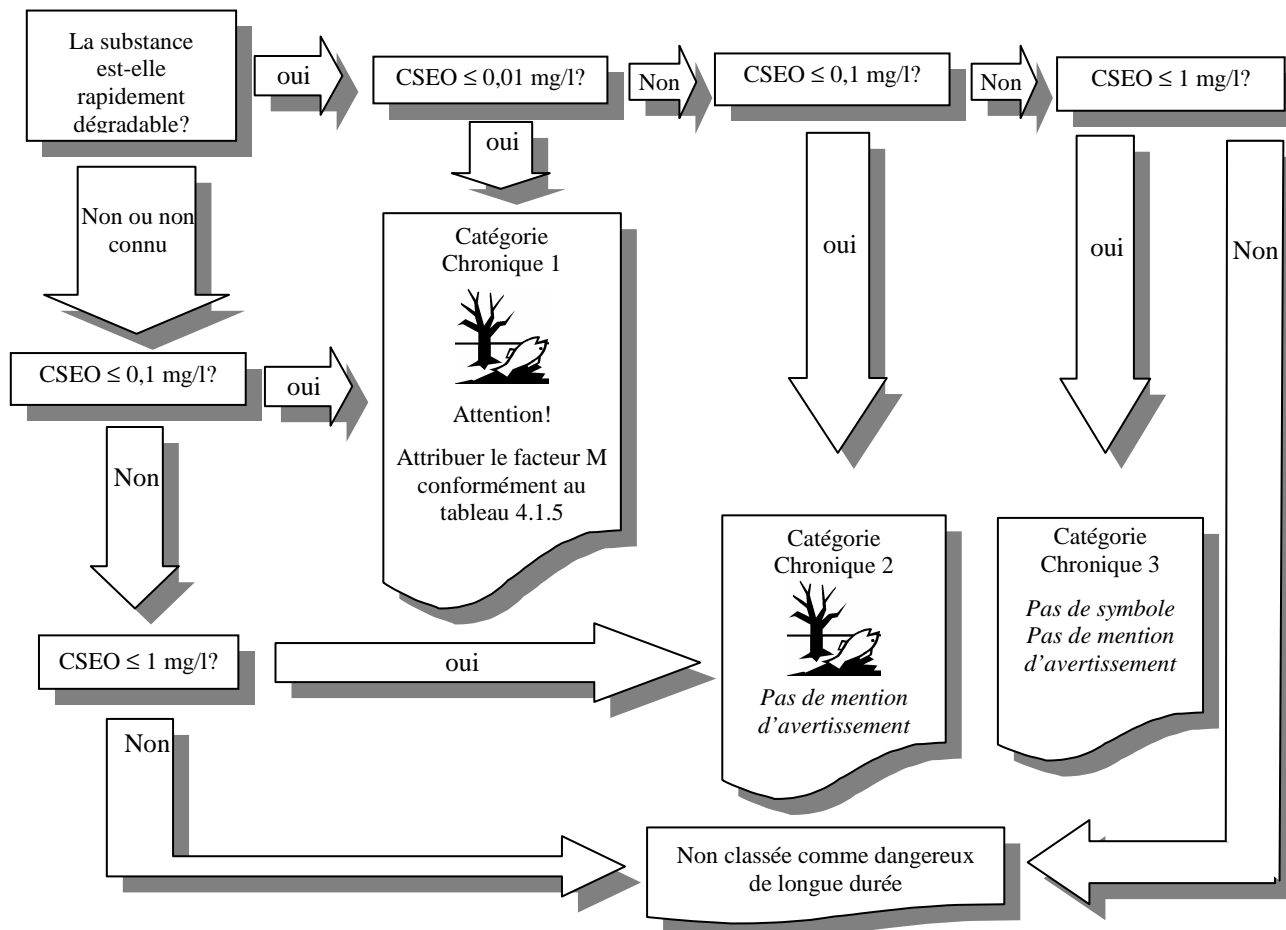 La substance
est-elle
rapidement
dégradable?
oui
CSEO ≤ 0,01 mg/l?
Non
CSEO ≤ 0,1 mg/l?
Non
CSEO ≤ 1 mg/l?
oui
Non ou non
connu
Catégorie
Chronique 1
Attention!
Attribuer le facteur M
conformément au
tableau 4.1.5
oui
oui
Non
CSEO ≤ 0,1 mg/l?
oui
Non
Catégorie
Chronique 2
Pas de mention
d'avertissement
Catégorie
Chronique 3
Pas de symbole
Pas de mention
d'avertissement
CSEO ≤ 1 mg/l?
oui
Non
Non classée comme dangereux
de longue durée